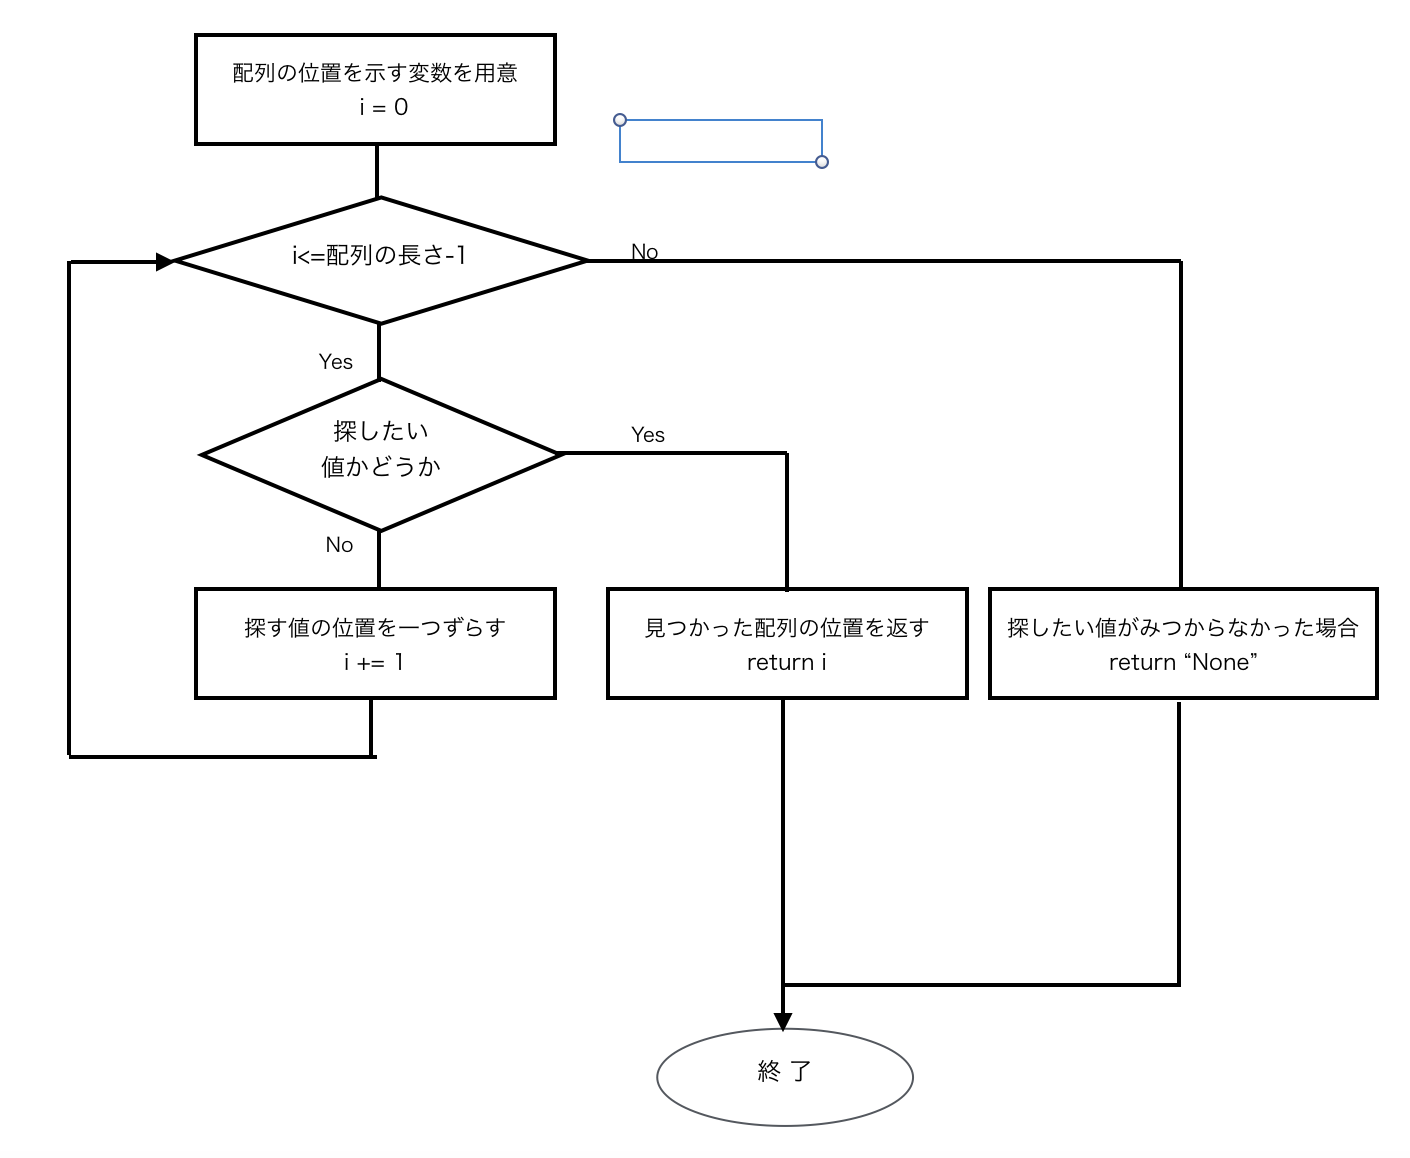 配列の位置を示す変数を用意
i = 0
i<=配列の長さ-1
No
Yes
探したい
値かどうか
Yes
No
探す値の位置を一つずらす
i += 1
見つかった配列の位置を返す
return i
探したい値がみつからなかった場合
return “None”
終 了